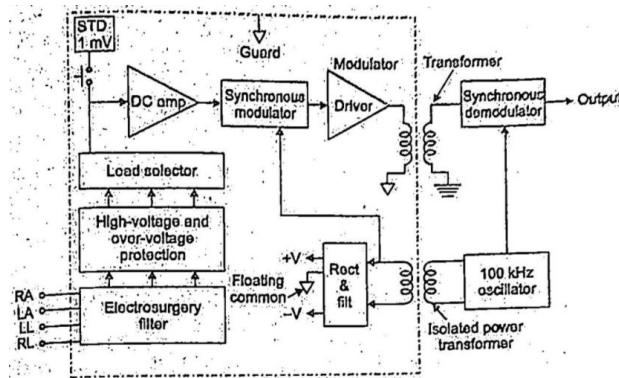 STD
1 mV
Guard
Modulator
Transformer
DC amp
Synchronous
modulator
Driver
Synchronous
demodulator
Output
Load selector
High-voltage and
over-voltage
protection
+V
Floating
common
-V
Rect
&
filt
100 kHz
oscillator
RA
LA
LL
RL
Electrosurgery
filter
Isolated power
transformer